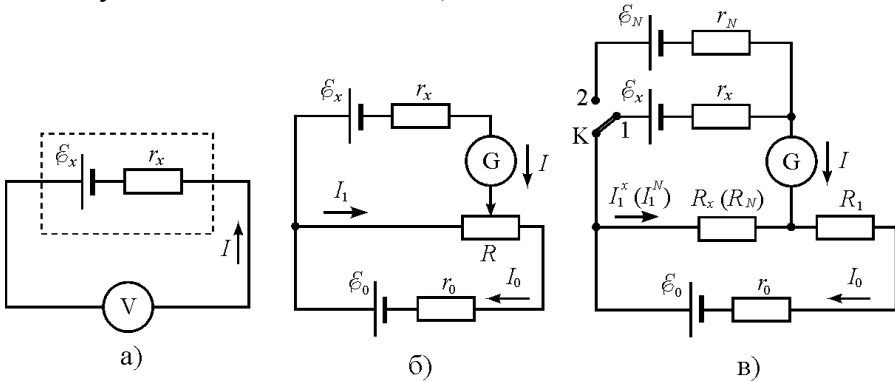 ℰx rx
I
V
а)
ℰx rx
G
I
I1
R
ℰ0 r0 I0
б)
ℰN rN
2
ℰx rx
K 1
G
I
I1x (I1N) Rx (RN) R1
ℰ0 r0 I0
в)